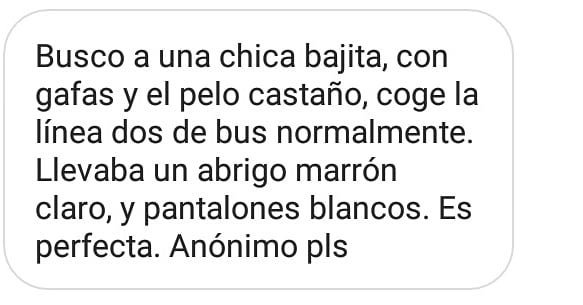 Busco a una chica bajita, con
gafas y el pelo castaño, coge la
línea dos de bus normalmente.
Llevaba un abrigo marrón
claro, y pantalones blancos. Es
perfecta. Anónimo pls